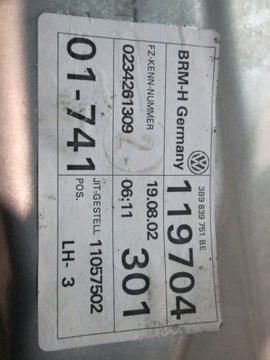 BRM-H Germany
3B9 839 751 BE
119704
FZ-KENN-NUMMER
0234261309
2
19.08.02
06:11
301
01-741
JIT-GESTELL 11057502
POS.
LH- 3